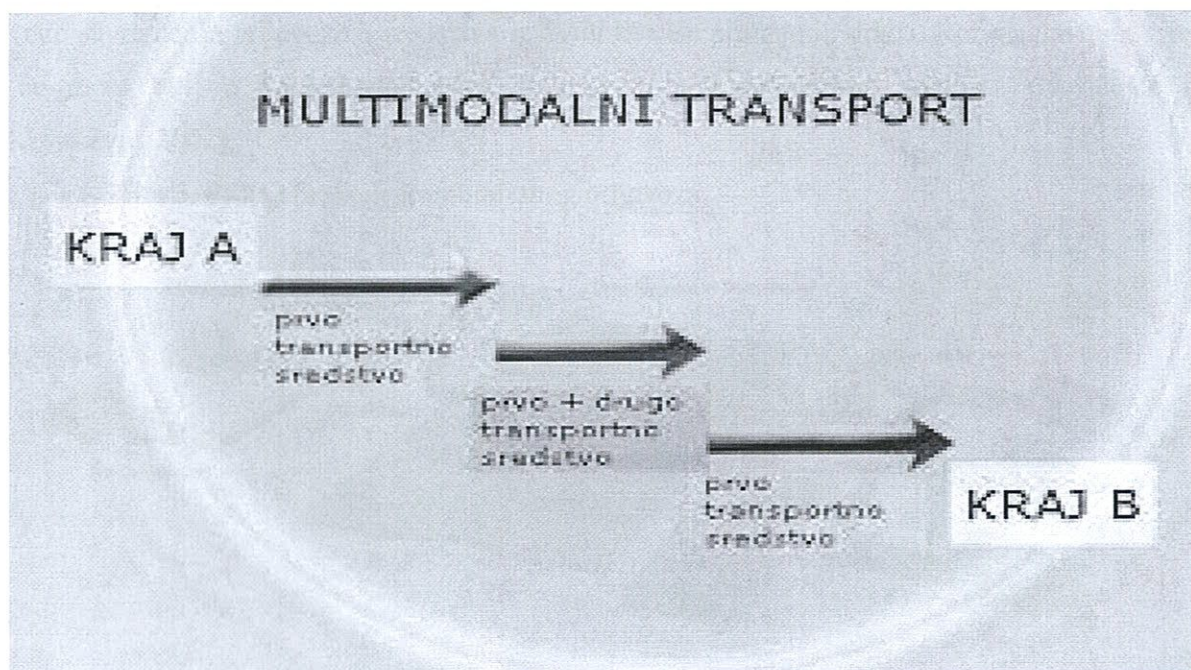 MULTIMODALNI TRANSPORT
KRAJ A
prvo
transportno
sredstvo
prvo + drugo
transportno
sredstvo
prvo
transportno
sredstvo
KRAJ B